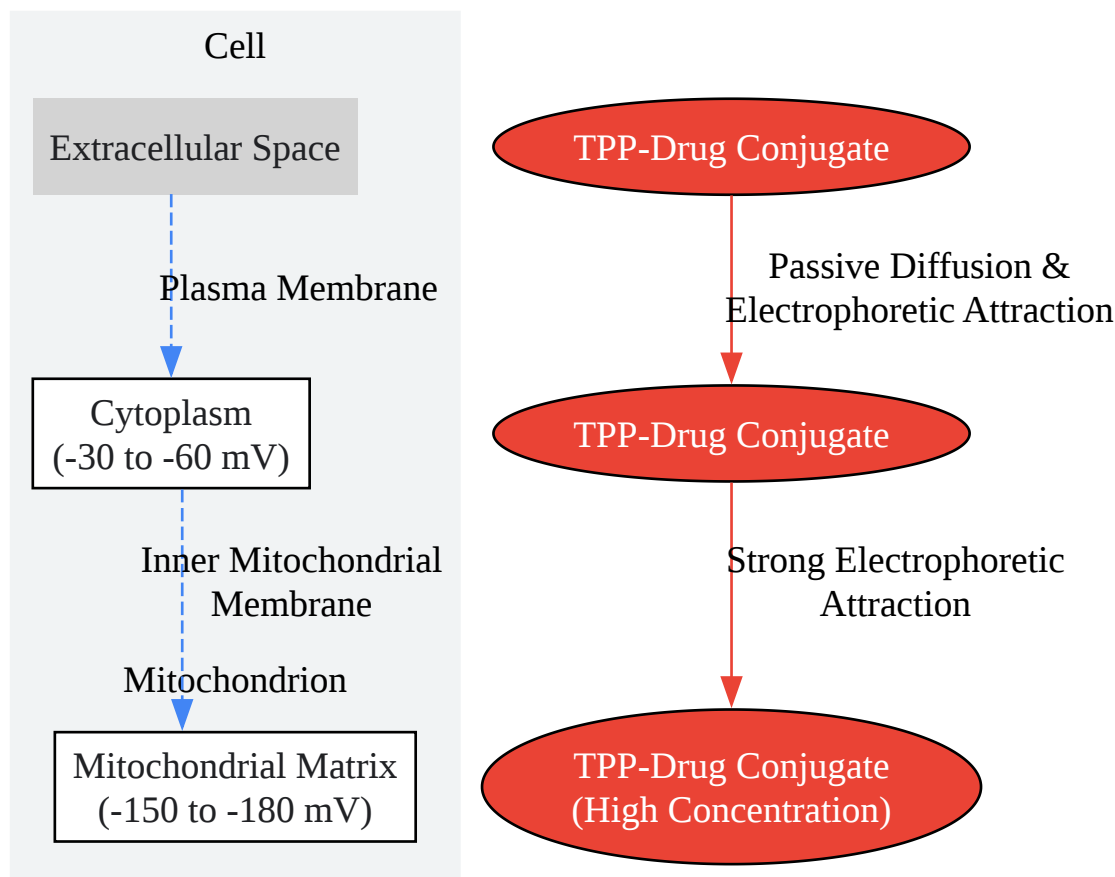 Cell
Extracellular Space
TPP-Drug Conjugate
Plasma Membrane
Passive Diffusion &
Electrophoretic Attraction
Cytoplasm
(-30 to -60 mV)
TPP-Drug Conjugate
Inner Mitochondrial
Membrane
Strong Electrophoretic
Attraction
Mitochondrion
Mitochondrial Matrix
(-150 to -180 mV)
TPP-Drug Conjugate
(High Concentration)